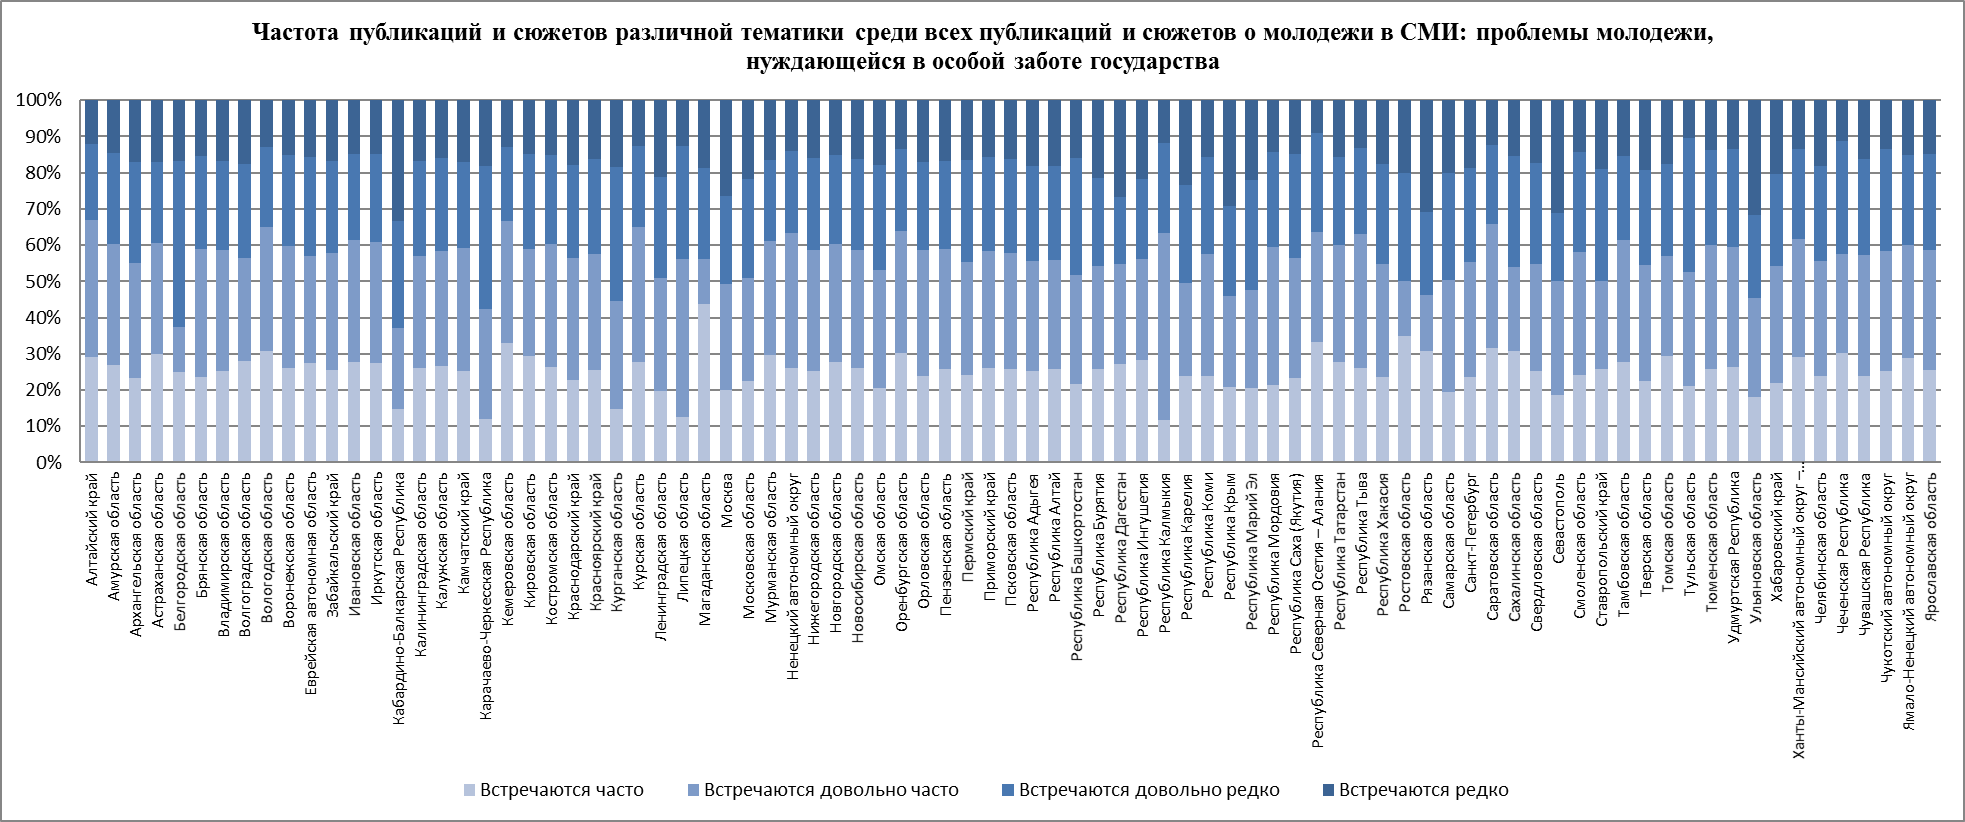 Частота публикаций и сюжетов различной тематики среди всех публикаций и сюжетов о молодежи в СМИ: проблемы молодежи,
нуждающейся в особой заботе государства
100%
90%
80%
70%
60%
50%
40%
30%
20%
10%
0%
Алтайский край
Амурская область
Архангельская область
Астраханская область
Белгородская область
Брянская область
Владимирская область
Волгоградская область
Вологодская область
Воронежская область
Еврейская автономная область
Забайкальский край
Ивановская область
Иркутская область
Кабардино-Балкарская Республика
Калининградская область
Калужская область
Камчатский край
Карачаево-Черкесская Республика
Кемеровская область
Кировская область
Костромская область
Краснодарский край
Красноярский край
Курганская область
Курская область
Ленинградская область
Липецкая область
Магаданская область
Москва
Московская область
Мурманская область
Ненецкий автономный округ
Нижегородская область
Новгородская область
Новосибирская область
Омская область
Оренбургская область
Орловская область
Пензенская область
Пермский край
Приморский край
Псковская область
Республика Адыгея
Республика Алтай
Республика Башкортостан
Республика Бурятия
Республика Дагестан
Республика Ингушетия
Республика Калмыкия
Республика Карелия
Республика Коми
Республика Крым
Республика Марий Эл
Республика Мордовия
Республика Саха (Якутия)
Республика Северная Осетия – Алания
Республика Татарстан
Республика Тыва
Республика Хакасия
Ростовская область
Рязанская область
Самарская область
Санкт-Петербург
Саратовская область
Сахалинская область
Свердловская область
Севастополь
Смоленская область
Ставропольский край
Тамбовская область
Тверская область
Томская область
Тульская область
Тюменская область
Удмуртская Республика
Ульяновская область
Хабаровский край
Ханты-Мансийский автономный округ –…
Челябинская область
Чеченская Республика
Чувашская Республика
Чукотский автономный округ
Ямало-Ненецкий автономный округ
Ярославская область
Встречаются часто
Встречаются довольно часто
Встречаются довольно редко
Встречаются редко